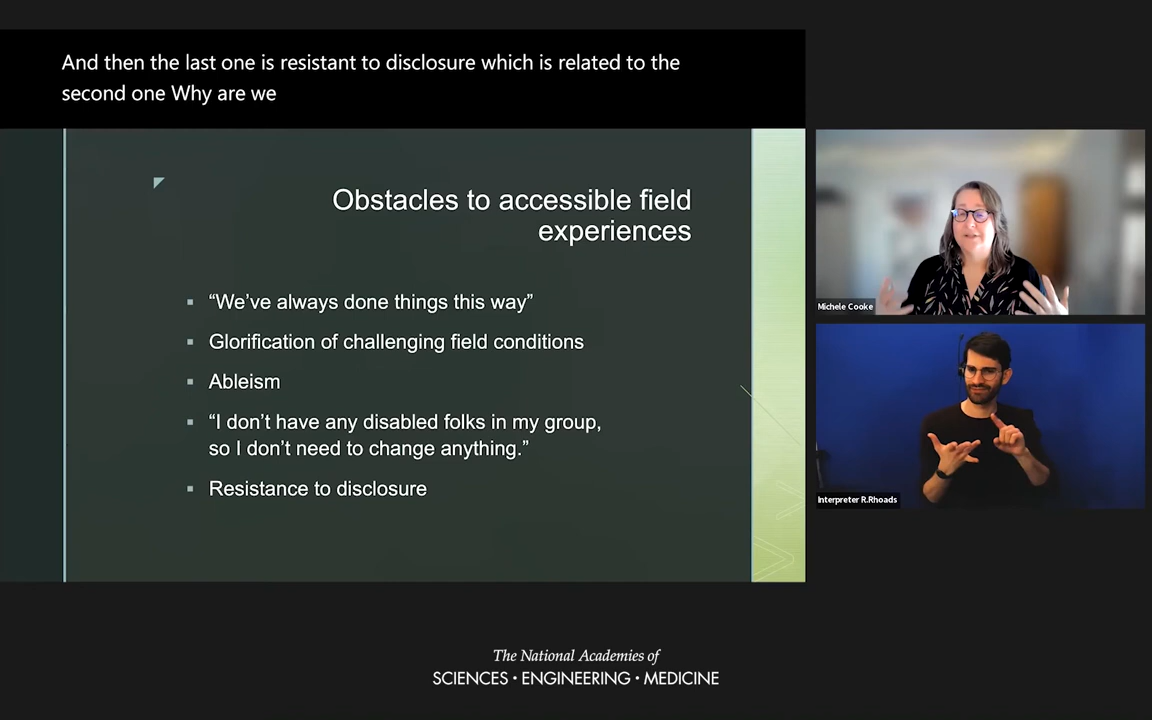 And then the last one is resistant to disclosure which is related to the
second one Why are we
Obstacles to accessible field
experiences
“We’ve always done things this way”
Glorification of challenging field conditions
Ableism
“I don’t have any disabled folks in my group,
so I don’t need to change anything.”
Resistance to disclosure
Michele Cooke
Interpreter R.Rhoads
The National Academies of
SCIENCES · ENGINEERING · MEDICINE